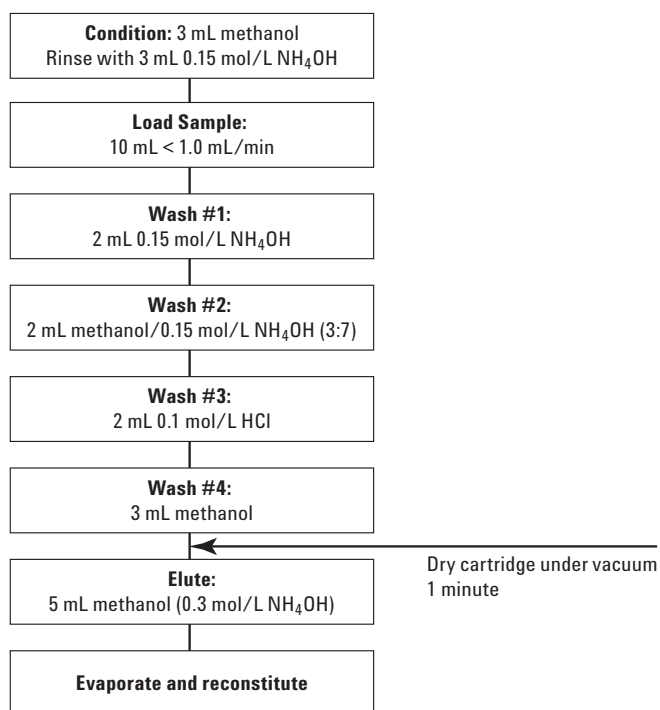 Condition: 3 mL methanol
Rinse with 3 mL 0.15 mol/L NH₄OH
Load Sample:
10 mL < 1.0 mL/min
Wash #1:
2 mL 0.15 mol/L NH₄OH
Wash #2:
2 mL methanol/0.15 mol/L NH₄OH (3:7)
Wash #3:
2 mL 0.1 mol/L HCl
Wash #4:
3 mL methanol
Dry cartridge under vacuum
1 minute
Elute:
5 mL methanol (0.3 mol/L NH₄OH)
Evaporate and reconstitute